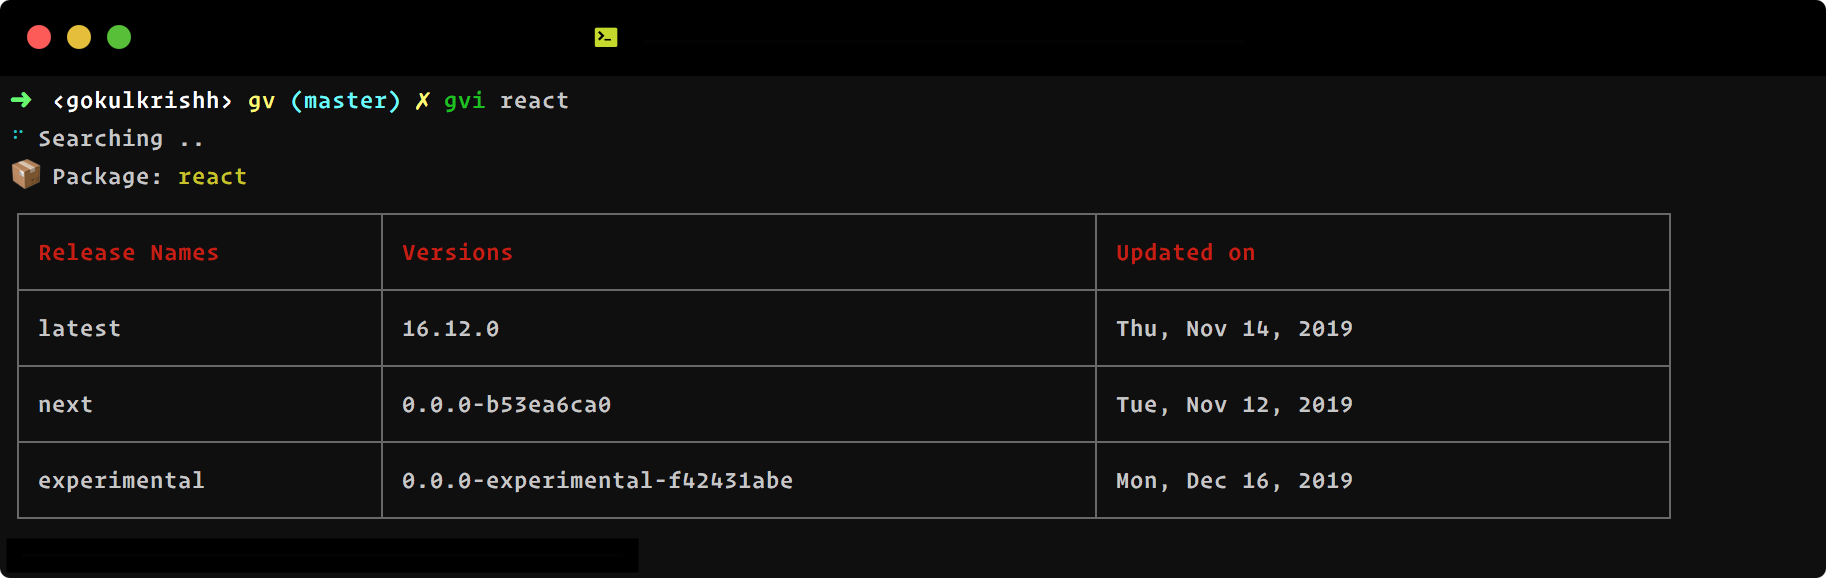 ➜ <gokulkrishh> gv (master) ✗ gvi react
⠋ Searching ..
📦 Package: react
Release Names Versions Updated on
latest 16.12.0 Thu, Nov 14, 2019
next 0.0.0-b53ea6ca0 Tue, Nov 12, 2019
experimental 0.0.0-experimental-f42431abe Mon, Dec 16, 2019